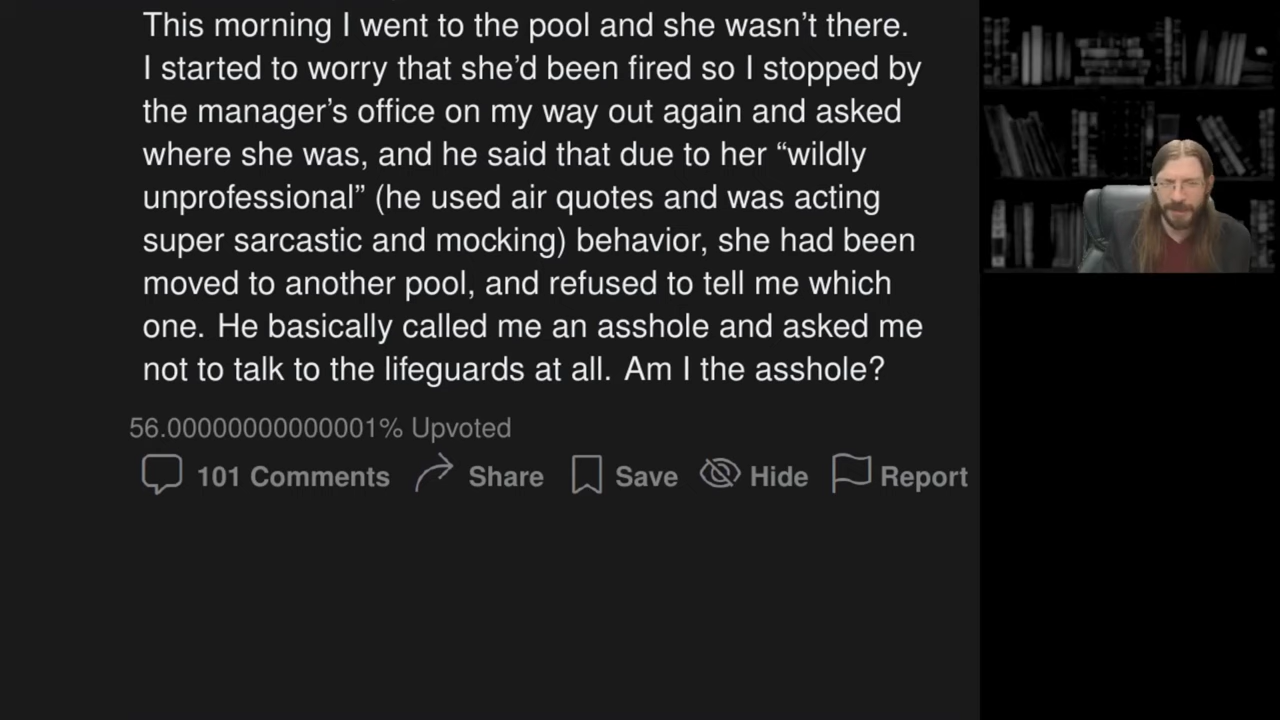 This morning I went to the pool and she wasn’t there.
I started to worry that she’d been fired so I stopped by
the manager’s office on my way out again and asked
where she was, and he said that due to her “wildly
unprofessional” (he used air quotes and was acting
super sarcastic and mocking) behavior, she had been
moved to another pool, and refused to tell me which
one. He basically called me an asshole and asked me
not to talk to the lifeguards at all. Am I the asshole?
56.00000000000001% Upvoted
101 Comments Share Save Hide Report